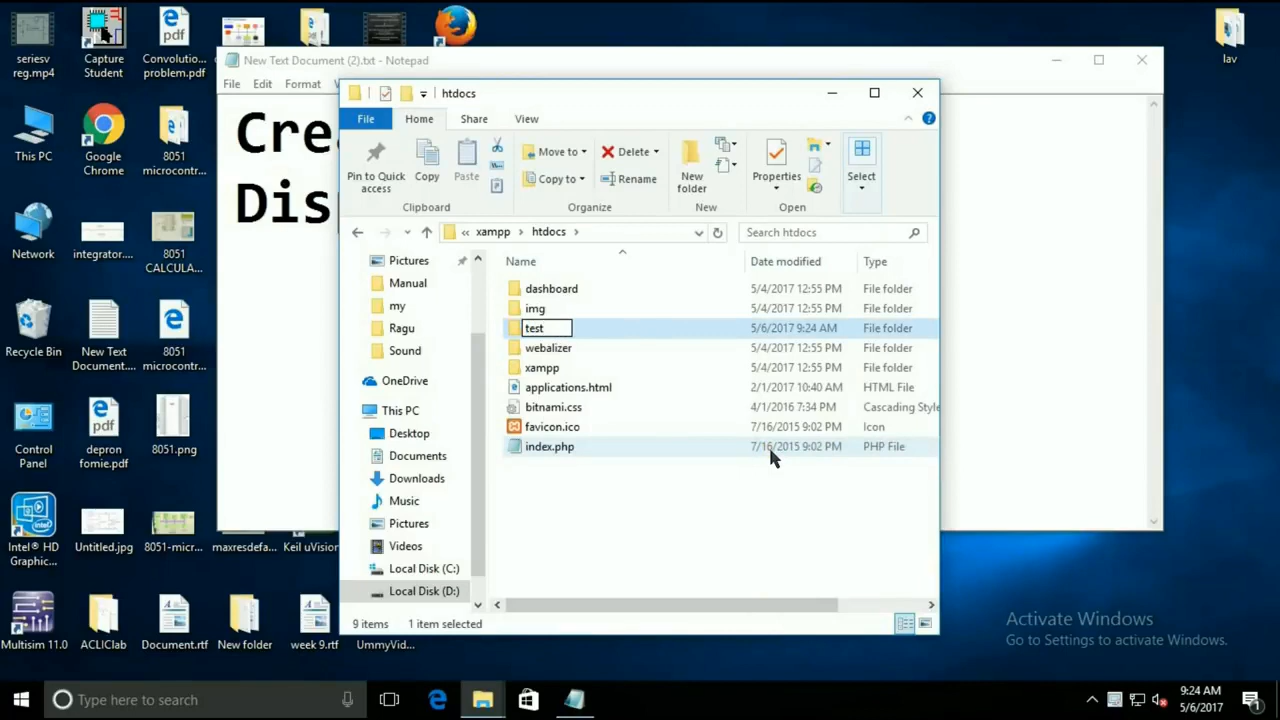 seriesv
reg.mp4
Capture
Student
pdf
Convolutio...
problem.pdf
lav
New Text Document (2).txt - Notepad
File Edit Format
Cre
Dis
This PC
Google
Chrome
8051
microcontr...
Network
integrator....
8051
CALCULA...
Recycle Bin
New Text
Document....
8051
microcontr...
Control
Panel
pdf
depron
fomie.pdf
8051.png
Intel® HD
Graphic...
Untitled.jpg
8051-micr...
maxresdefa...
Keil uVision
Multisim 11.0
ACLIClab
Document.rtf
New folder
week 9.rtf
UmmyVid...
htdocs
File Home Share View
Pin to Quick
access
Copy
Paste
Clipboard
Move to
Copy to
Delete
Rename
Organize
New
folder
New
Properties
Open
Select
« xampp › htdocs ›
Search htdocs
Pictures
Manual
my
Ragu
Sound
OneDrive
This PC
Desktop
Documents
Downloads
Music
Pictures
Videos
Local Disk (C:)
Local Disk (D:)
Name Date modified Type
dashboard 5/4/2017 12:55 PM File folder
img 5/4/2017 12:55 PM File folder
test 5/6/2017 9:24 AM File folder
webalizer 5/4/2017 12:55 PM File folder
xampp 5/4/2017 12:55 PM File folder
applications.html 2/1/2017 10:40 AM HTML File
bitnami.css 4/1/2016 7:34 PM Cascading Style
favicon.ico 7/16/2015 9:02 PM Icon
index.php 7/16/2015 9:02 PM PHP File
9 items 1 item selected
Activate Windows
Go to Settings to activate Windows.
Type here to search
9:24 AM
5/6/2017
1